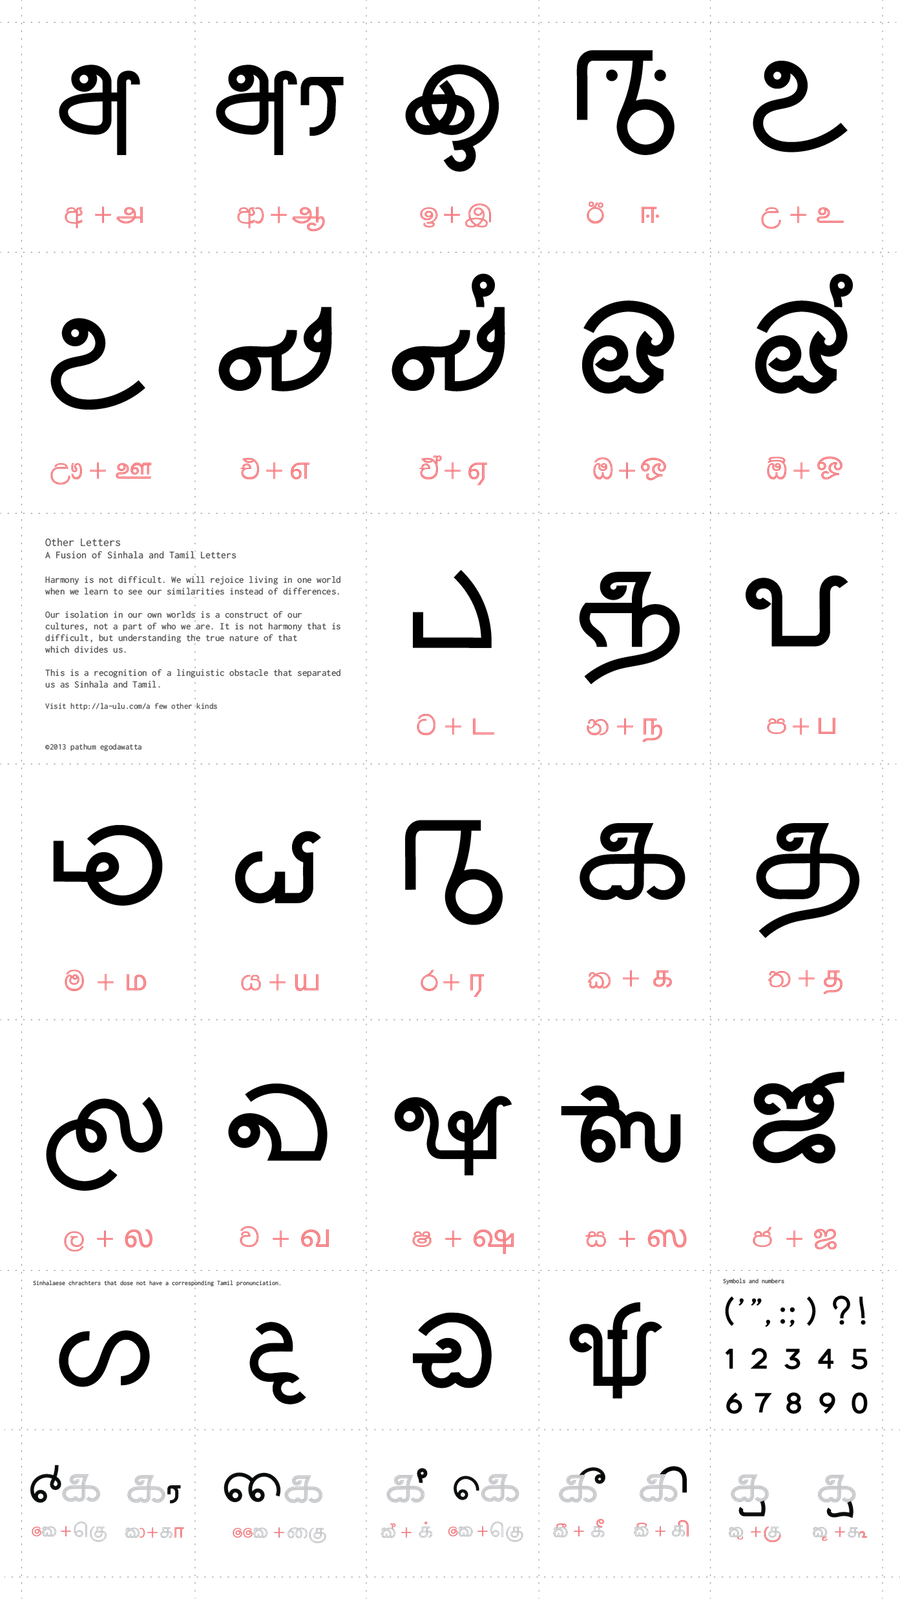 අ + அ
ආ + ஆ
ඉ + இ
ඊ ஈ
උ + உ
ඌ + ஊ
එ + எ
ඒ + ஏ
ඔ + ஒ
ඕ + ஓ
Other Letters
A Fusion of Sinhala and Tamil Letters
Harmony is not difficult. We will rejoice living in one world
when we learn to see our similarities instead of differences.
Our isolation in our own worlds is a construct of our
cultures, not a part of who we are. It is not harmony that is
difficult, but understanding the true nature of that
which divides us.
This is a recognition of a linguistic obstacle that separated
us as Sinhala and Tamil.
Visit http://la-ulu.com/a few other kinds
©2013 pathum egodawatta
ට + ட
න + ந
ප + ப
ම + ம
ය + ய
ර + ர
ක + க
ත + த
ල + ல
ව + வ
ෂ + ஷ
ස + ஸ
ජ + ஜ
Sinhalaese chrachters that dose not have a corresponding Tamil pronunciation.
Symbols and numbers
(’”,:;)?!
1 2 3 4 5
6 7 8 9 0